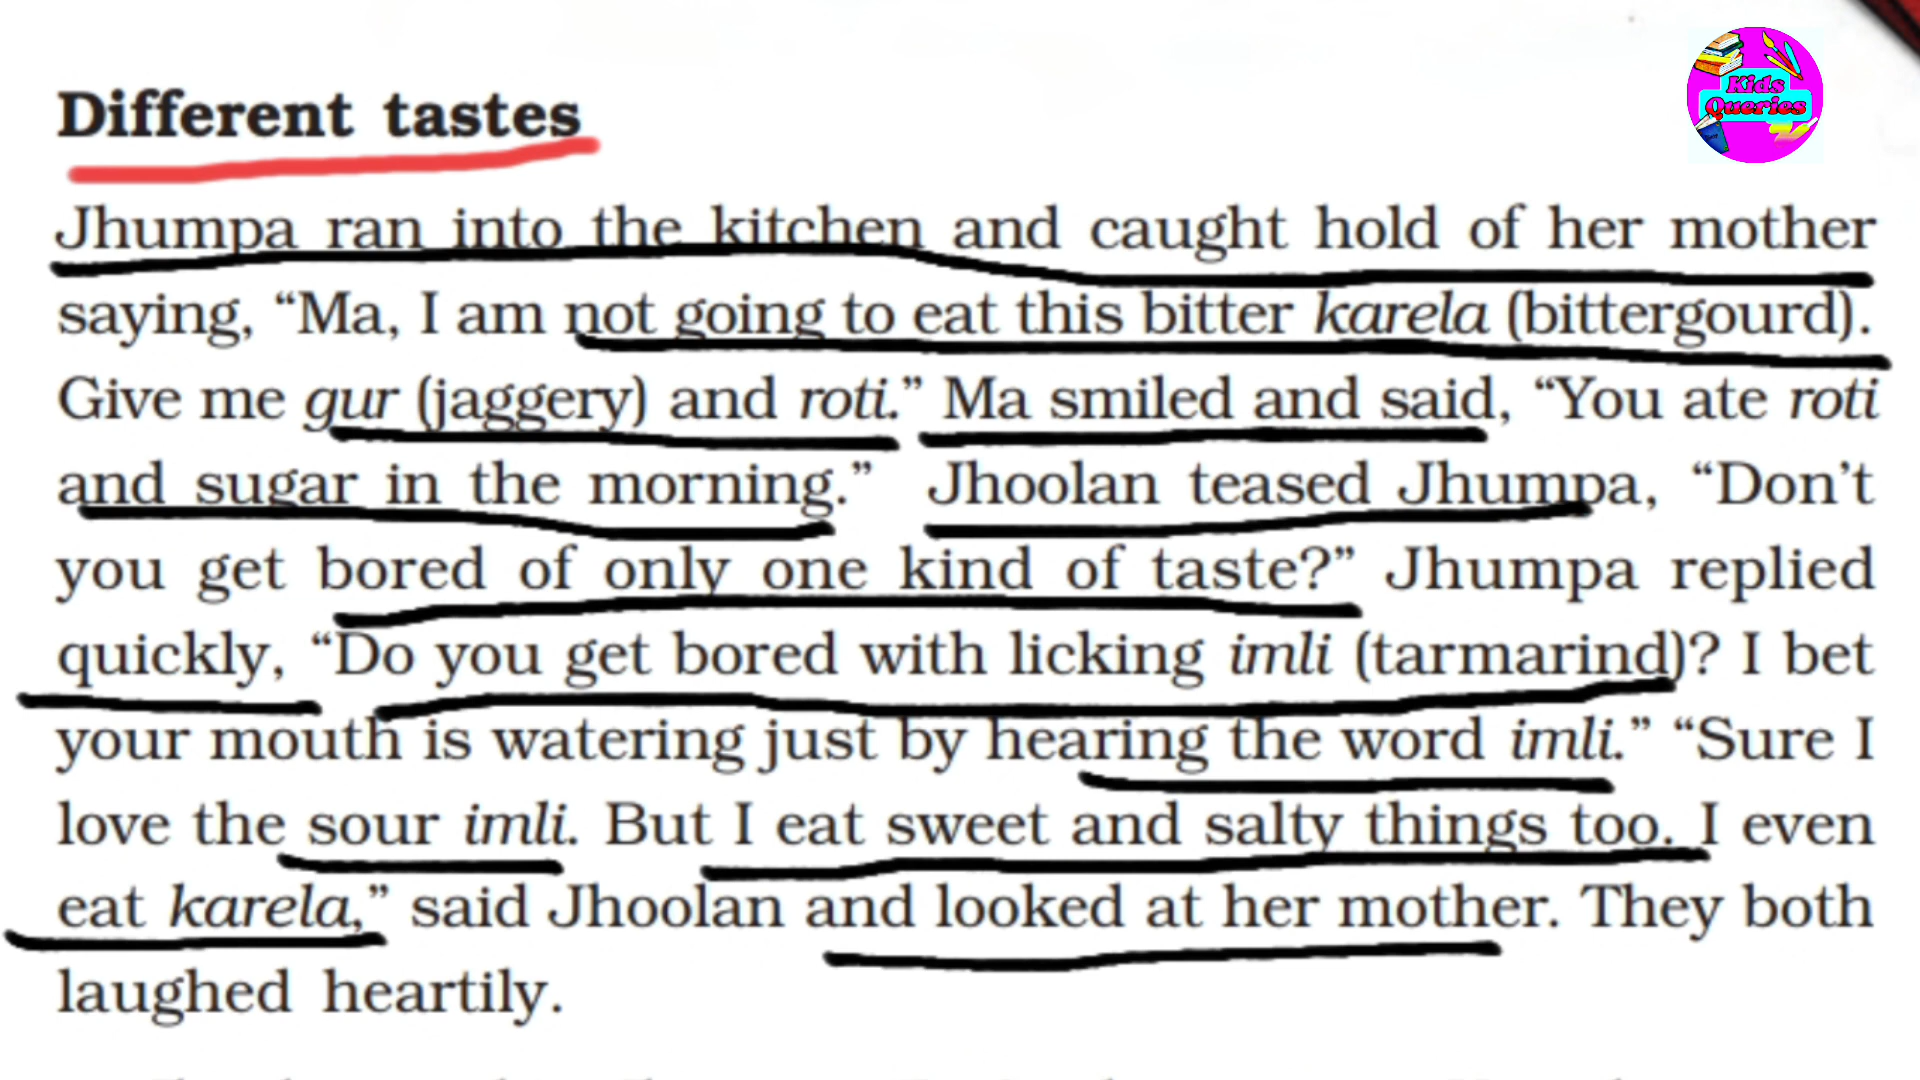 Kids
Queries
Different tastes
Jhumpa ran into the kitchen and caught hold of her mother
saying, “Ma, I am not going to eat this bitter karela (bittergourd).
Give me gur (jaggery) and roti.” Ma smiled and said, “You ate roti
and sugar in the morning.” Jhoolan teased Jhumpa, “Don’t
you get bored of only one kind of taste?” Jhumpa replied
quickly, “Do you get bored with licking imli (tarmarind)? I bet
your mouth is watering just by hearing the word imli.” “Sure I
love the sour imli. But I eat sweet and salty things too. I even
eat karela,” said Jhoolan and looked at her mother. They both
laughed heartily.